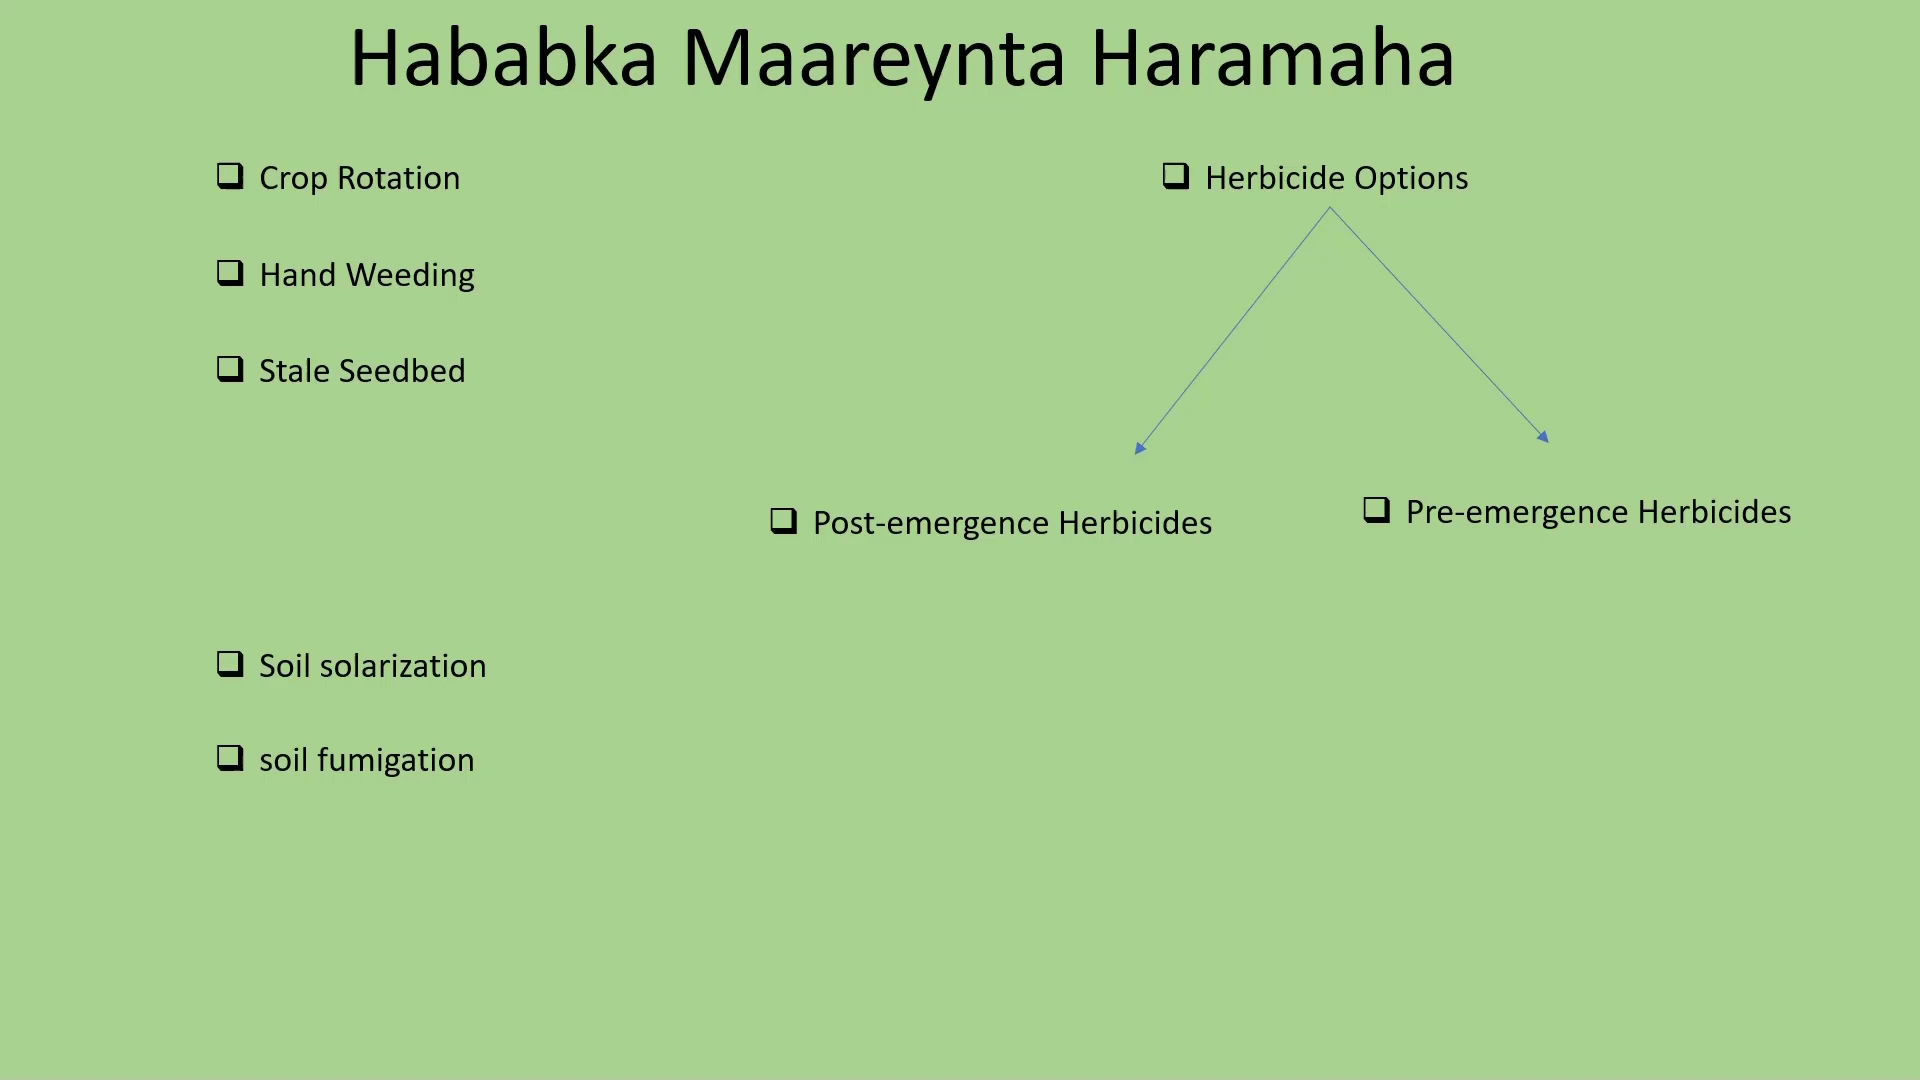 Hababka Maareynta Haramaha
Crop Rotation
Hand Weeding
Stale Seedbed
Herbicide Options
Post-emergence Herbicides
Pre-emergence Herbicides
Soil solarization
soil fumigation